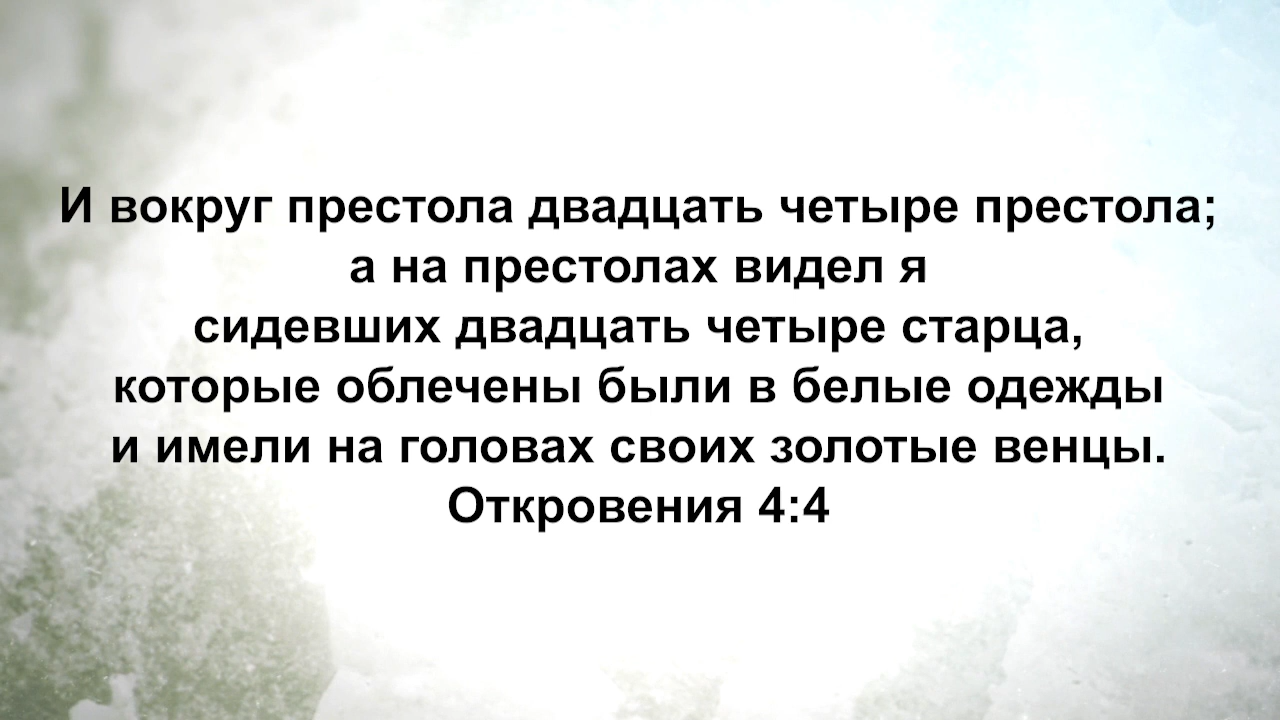 И вокруг престола двадцать четыре престола;
а на престолах видел я
сидевших двадцать четыре старца,
которые облечены были в белые одежды
и имели на головах своих золотые венцы.
Откровения 4:4